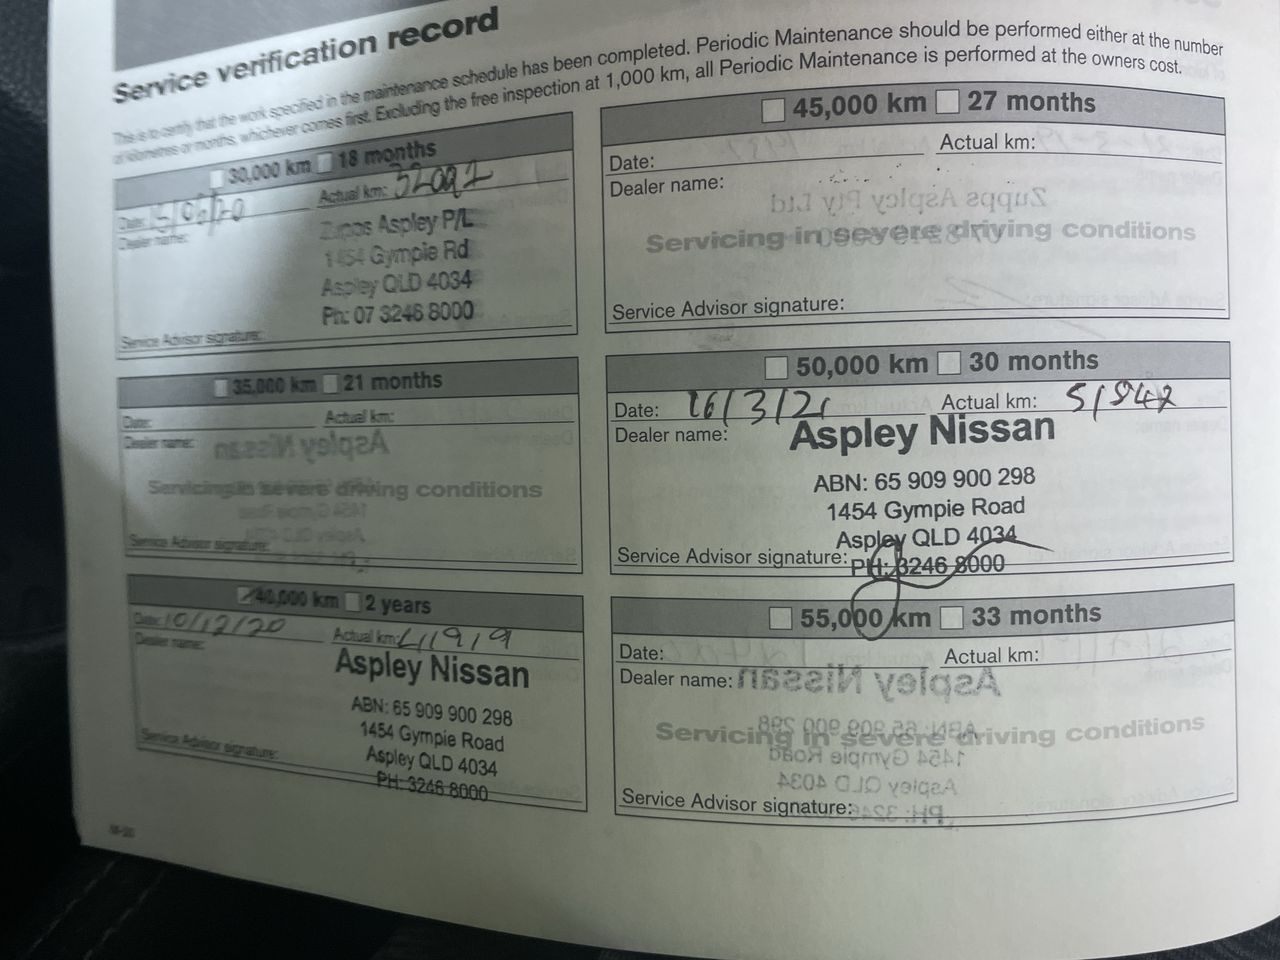 Service verification record
This is to certify that the work specified in the maintenance schedule has been completed. Periodic Maintenance should be performed either at the number
of kilometres or months, whichever comes first. Excluding the free inspection at 1,000 km, all Periodic Maintenance is performed at the owners cost.
30,000 km 18 months
Date: Actual km:
Dealer name:
Zupps Aspley P/L
1454 Gympie Rd
Aspley QLD 4034
Ph: 07 3246 8000
Service Advisor signature:
35,000 km 21 months
Date: Actual km:
Dealer name:
Servicing in severe driving conditions
Service Advisor signature:
40,000 km 2 years
Date: 10/12/20 Actual km: 41919
Dealer name:
Aspley Nissan
ABN: 65 909 900 298
1454 Gympie Road
Aspley QLD 4034
PH: 3246 8000
Service Advisor signature:
45,000 km 27 months
Date: Actual km:
Dealer name:
Servicing in severe driving conditions
Service Advisor signature:
50,000 km 30 months
Date: 16/3/21 Actual km:
Dealer name:
Aspley Nissan
ABN: 65 909 900 298
1454 Gympie Road
Aspley QLD 4034
Service Advisor signature: PH: 3246 8000
55,000 km 33 months
Date: Actual km:
Dealer name:
Servicing in severe driving conditions
Service Advisor signature: